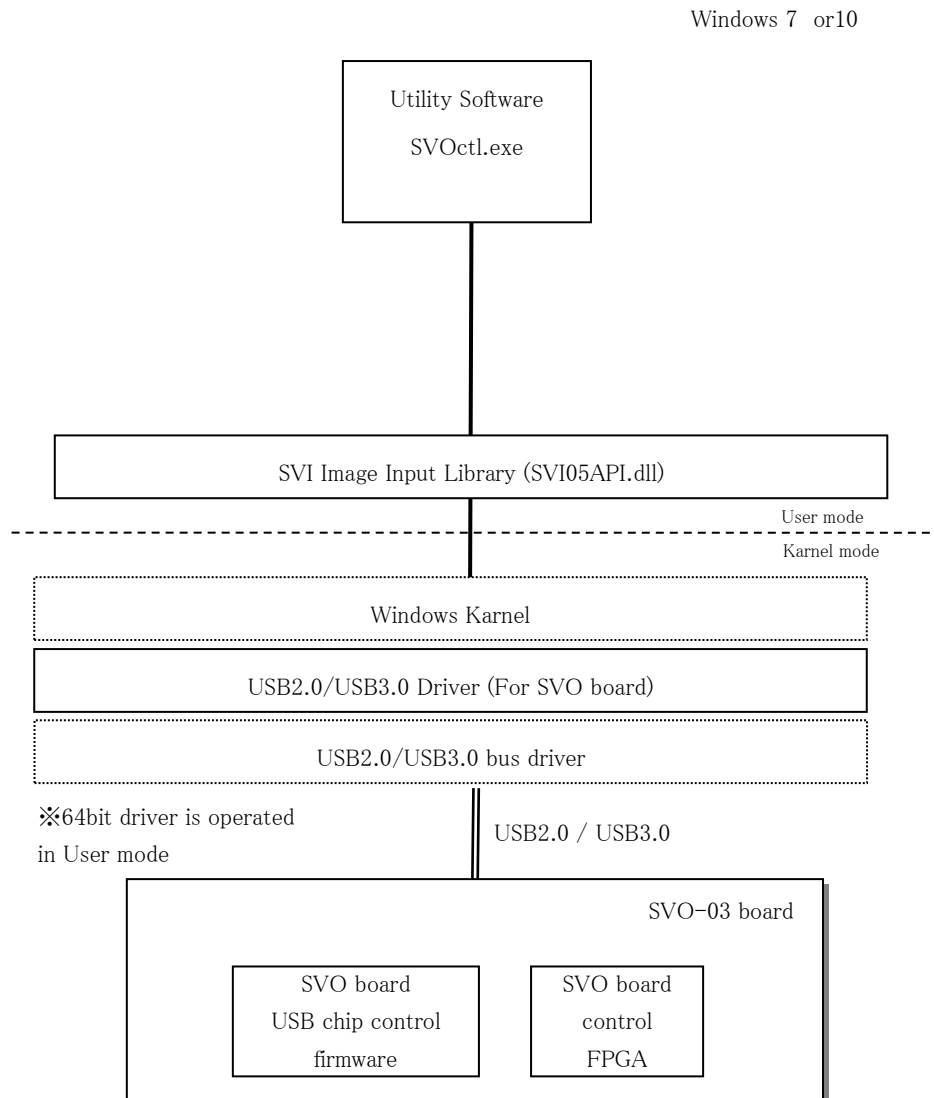 Windows 7 or10
Utility Software
SVOctl.exe
SVI Image Input Library (SVI05API.dll)
User mode
Karnel mode
Windows Karnel
USB2.0/USB3.0 Driver (For SVO board)
USB2.0/USB3.0 bus driver
※64bit driver is operated
in User mode
USB2.0 / USB3.0
SVO-03 board
SVO board
USB chip control
firmware
SVO board
control
FPGA